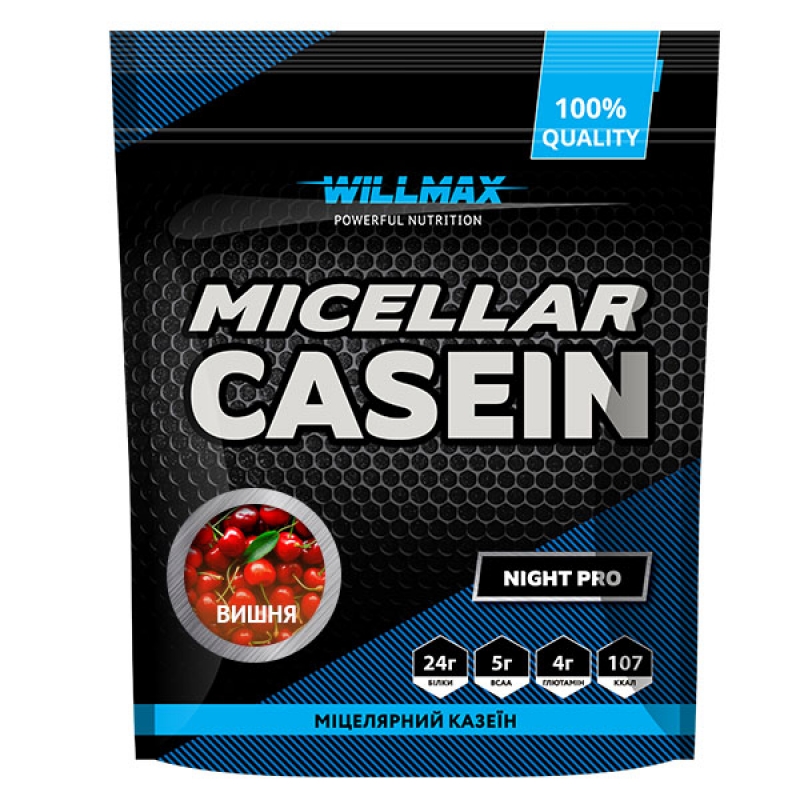 100%
QUALITY
WILLMAX
POWERFUL NUTRITION
MICELLAR
CASEIN
ВИШНЯ
NIGHT PRO
24г 5г 4г 107
БІЛКИ BCAA ГЛЮТАМІН ККАЛ
МІЦЕЛЯРНИЙ КАЗЕЇН